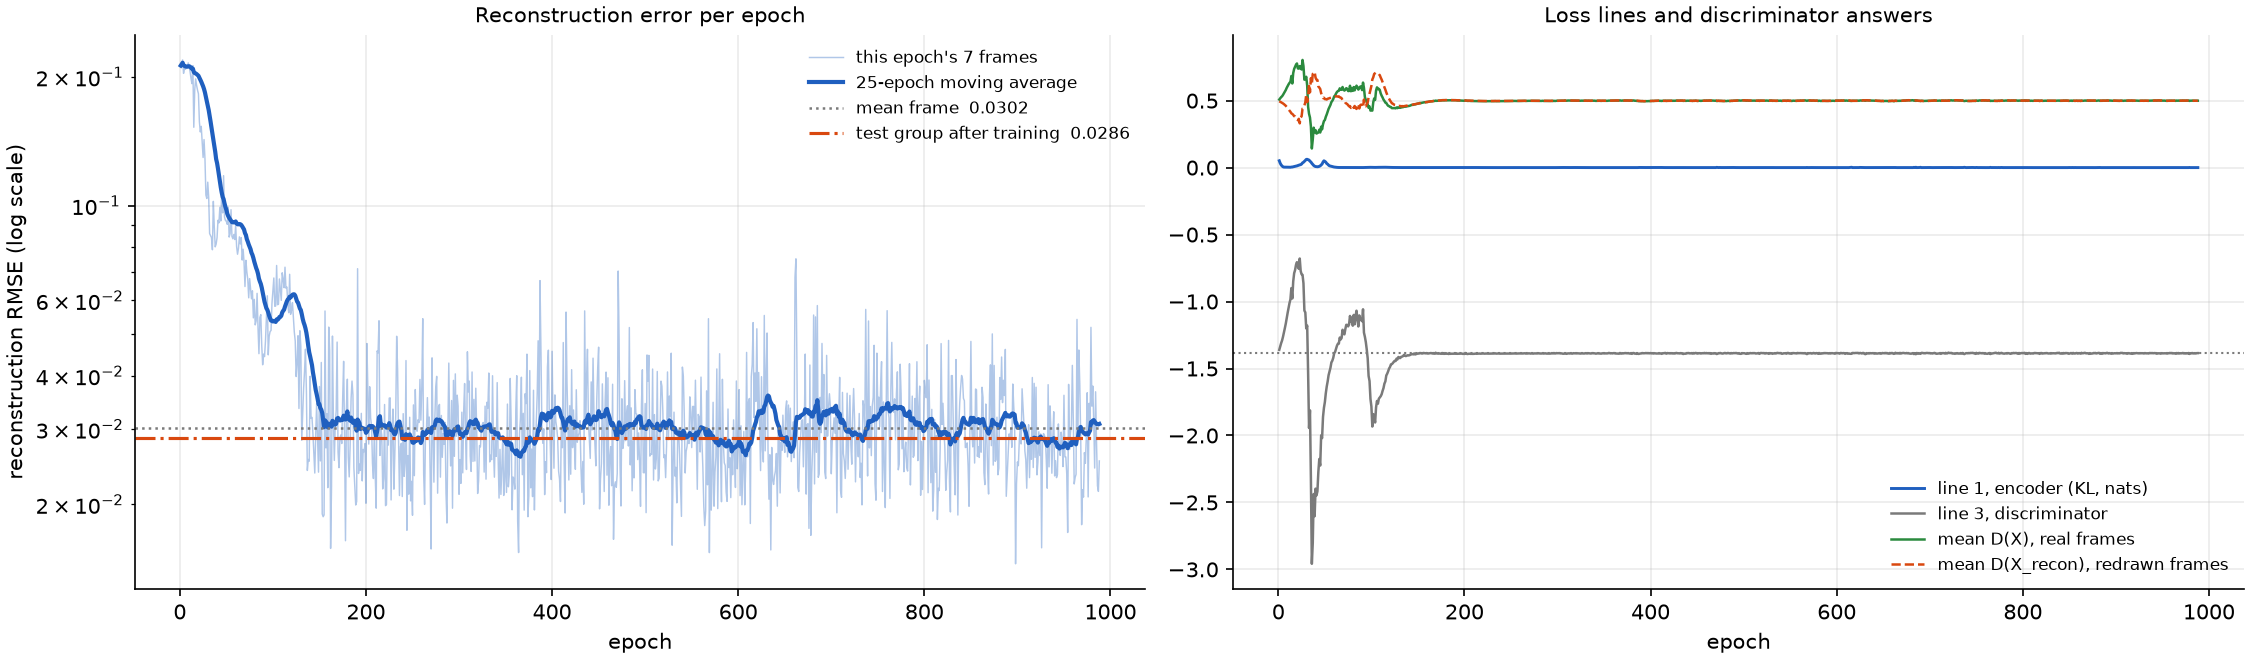 Reconstruction error per epoch
reconstruction RMSE (log scale)
2 × 10⁻¹
10⁻¹
6 × 10⁻²
4 × 10⁻²
3 × 10⁻²
2 × 10⁻²
this epoch's 7 frames
25-epoch moving average
mean frame 0.0302
test group after training 0.0286
0 200 400 600 800 1000
epoch
Loss lines and discriminator answers
0.5
0.0
−0.5
−1.0
−1.5
−2.0
−2.5
−3.0
line 1, encoder (KL, nats)
line 3, discriminator
mean D(X), real frames
mean D(X_recon), redrawn frames
0 200 400 600 800 1000
epoch